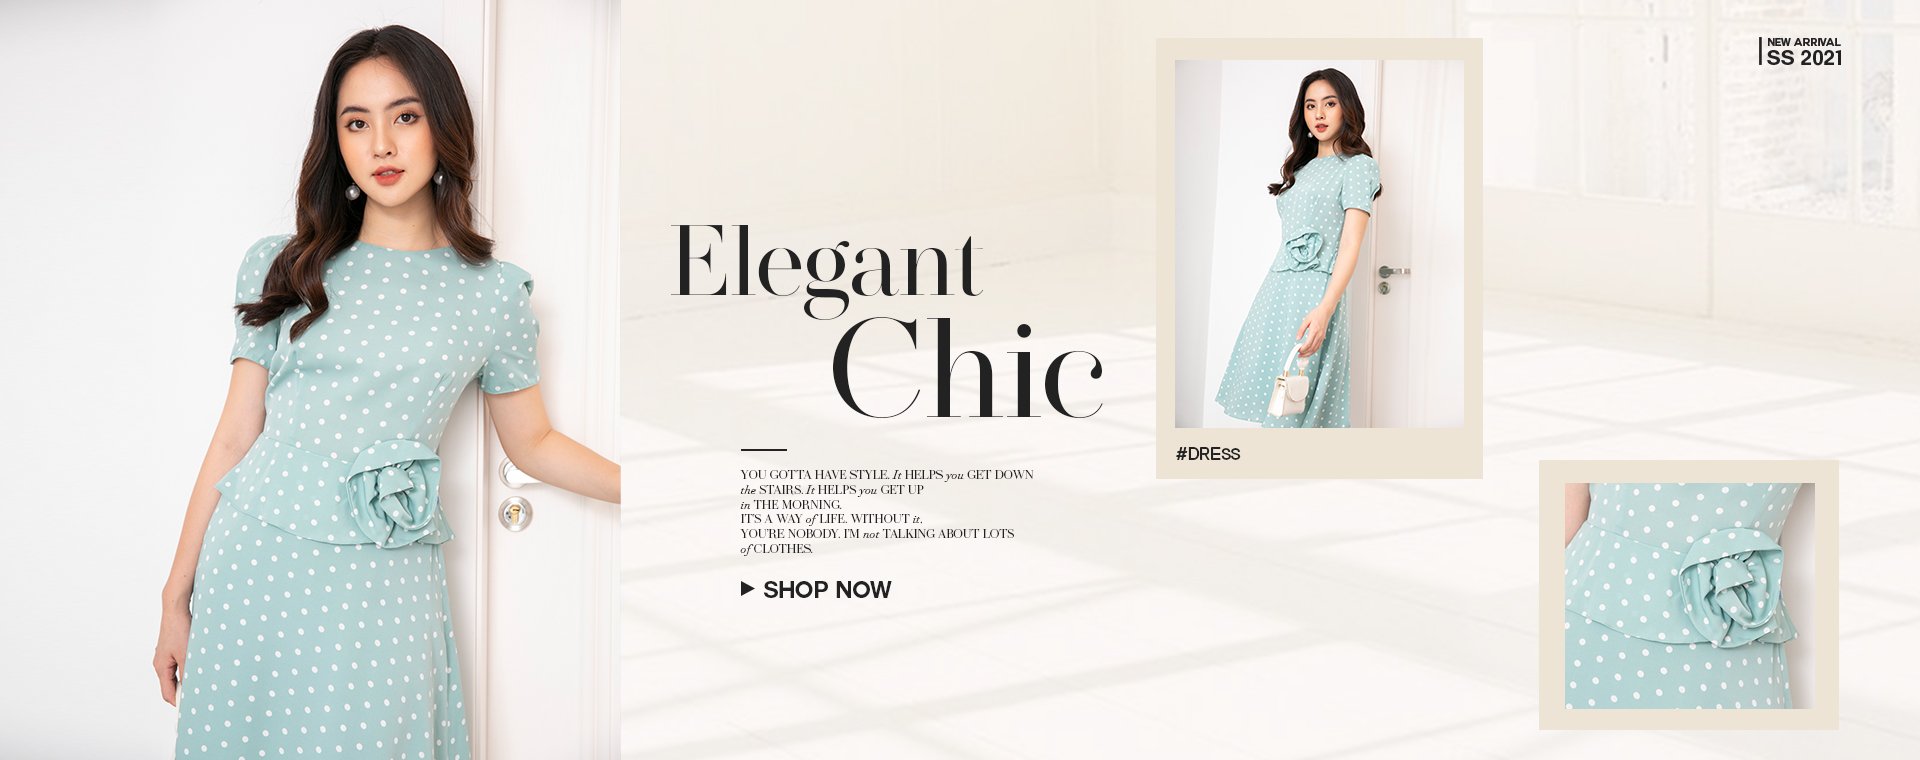 Elegant
Chic
YOU GOTTA HAVE STYLE. It HELPS you GET DOWN
the STAIRS. It HELPS you GET UP
in THE MORNING.
IT'S A WAY of LIFE. WITHOUT it.
YOU'RE NOBODY. I'M not TALKING ABOUT LOTS
of CLOTHES.
SHOP NOW
#DRESS
NEW ARRIVAL
SS 2021